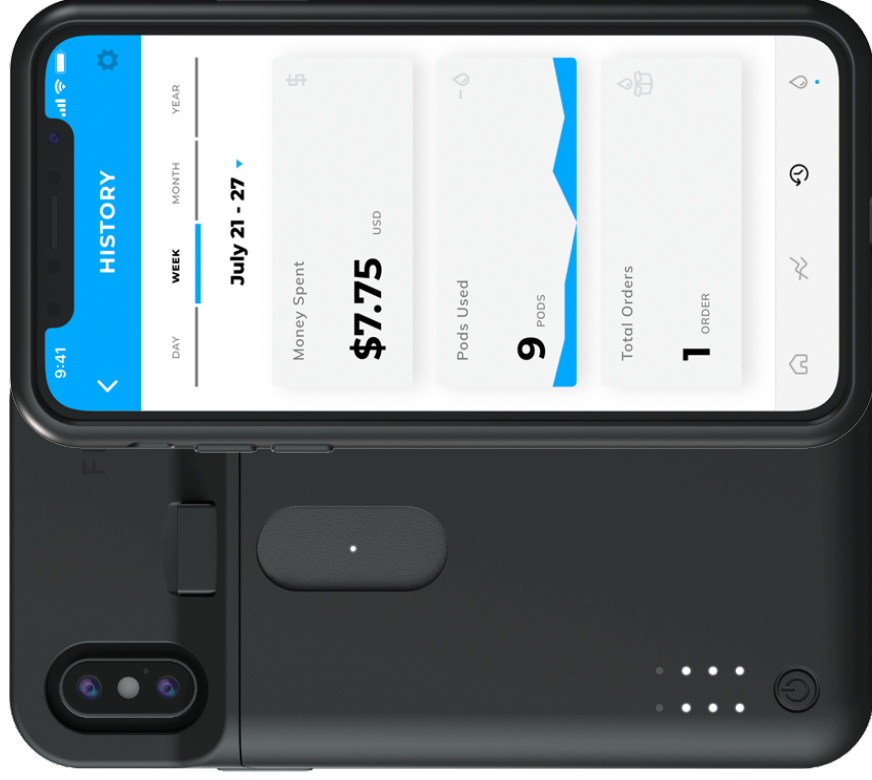 9:41
HISTORY
DAY WEEK MONTH YEAR
July 21 - 27
Money Spent
$7.75 USD
Pods Used
9 PODS
Total Orders
1 ORDER